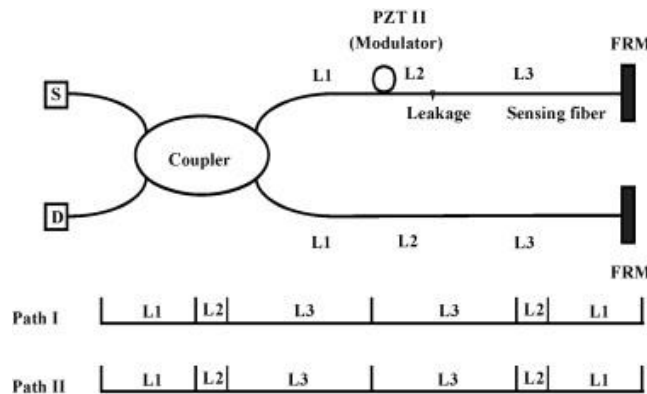 PZT II
(Modulator)
FRM
L1 L2 L3
S
Leakage Sensing fiber
Coupler
D
L1 L2 L3
FRM
Path I L1 L2 L3 L3 L2 L1
Path II L1 L2 L3 L3 L2 L1